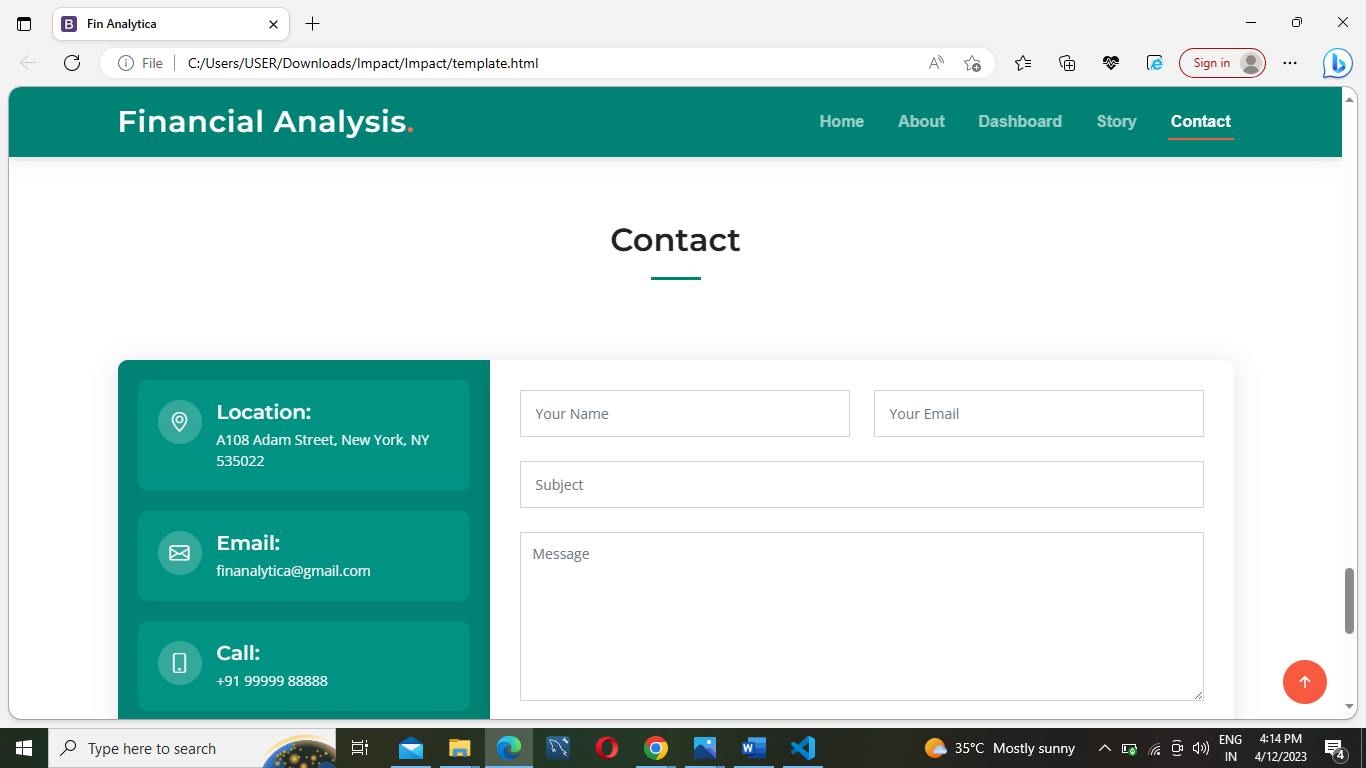 Fin Analytica
File
C:/Users/USER/Downloads/Impact/Impact/template.html
Sign in
Financial Analysis.
Home
About
Dashboard
Story
Contact
Contact
Location:
A108 Adam Street, New York, NY
535022
Email:
finanalytica@gmail.com
Call:
+91 99999 88888
Your Name
Your Email
Subject
Message
Type here to search
35°C Mostly sunny
ENG
IN
4:14 PM
4/12/2023
4